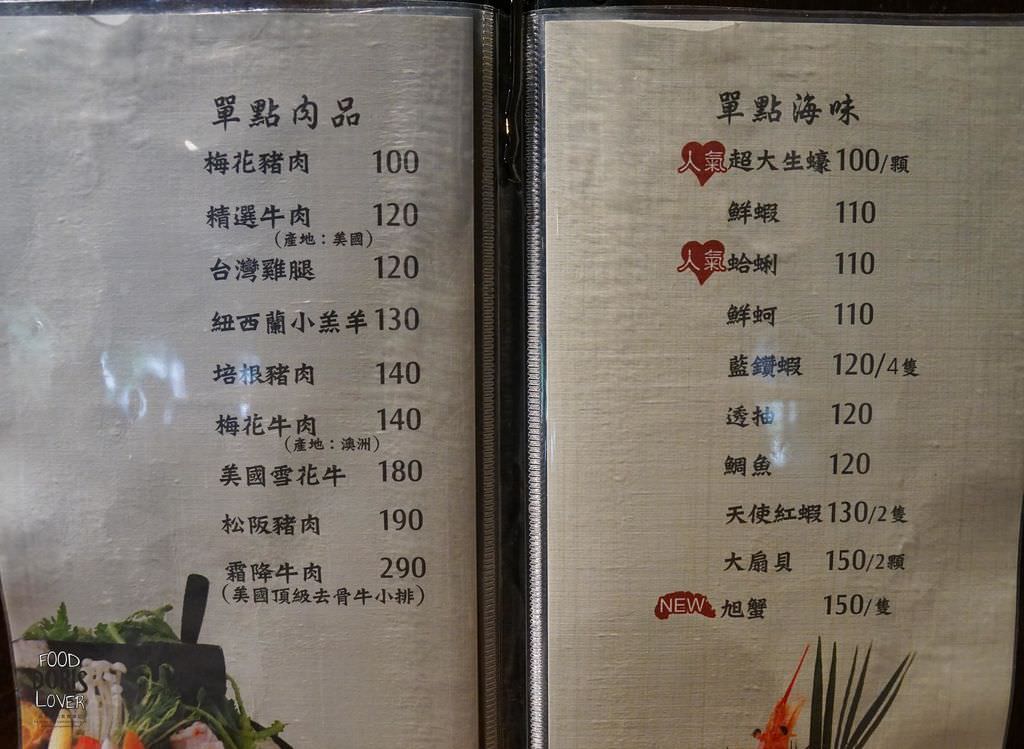 單點肉品
梅花豬肉 100
精選牛肉 120
(產地：美國)
台灣雞腿 120
紐西蘭小羔羊 130
培根豬肉 140
梅花牛肉 140
(產地：澳洲)
美國雪花牛 180
松阪豬肉 190
霜降牛肉 290
(美國頂級去骨牛小排)
單點海味
人氣 超大生蠔 100/顆
鮮蝦 110
人氣 蛤蜊 110
鮮蚵 110
藍鑽蝦 120/4隻
透抽 120
鯛魚 120
天使紅蝦 130/2隻
大扇貝 150/2顆
NEW 旭蟹 150/隻
FOOD
DORIS
LOVER